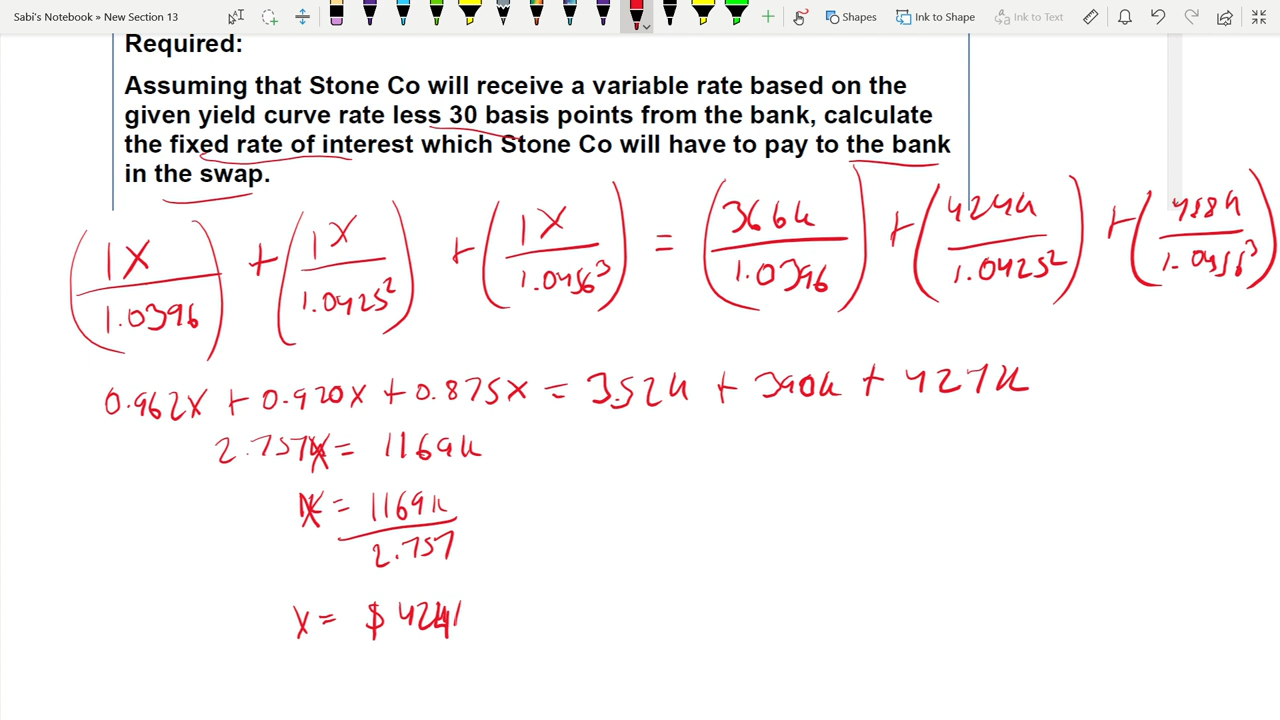 Sabi's Notebook » New Section 13
Shapes Ink to Shape Ink to Text
Required:
Assuming that Stone Co will receive a variable rate based on the
given yield curve rate less 30 basis points from the bank, calculate
the fixed rate of interest which Stone Co will have to pay to the bank
in the swap.
(1X/1.0396) + (1X/1.0425²) + (1X/1.0456³) = (366k/1.0396) + (424k/1.0425²) + (488k/1.0456³)
0.962X + 0.920X + 0.875X = 352k + 390k + 427k
2.757X = 1169k
X = 1169k/2.757
X = $